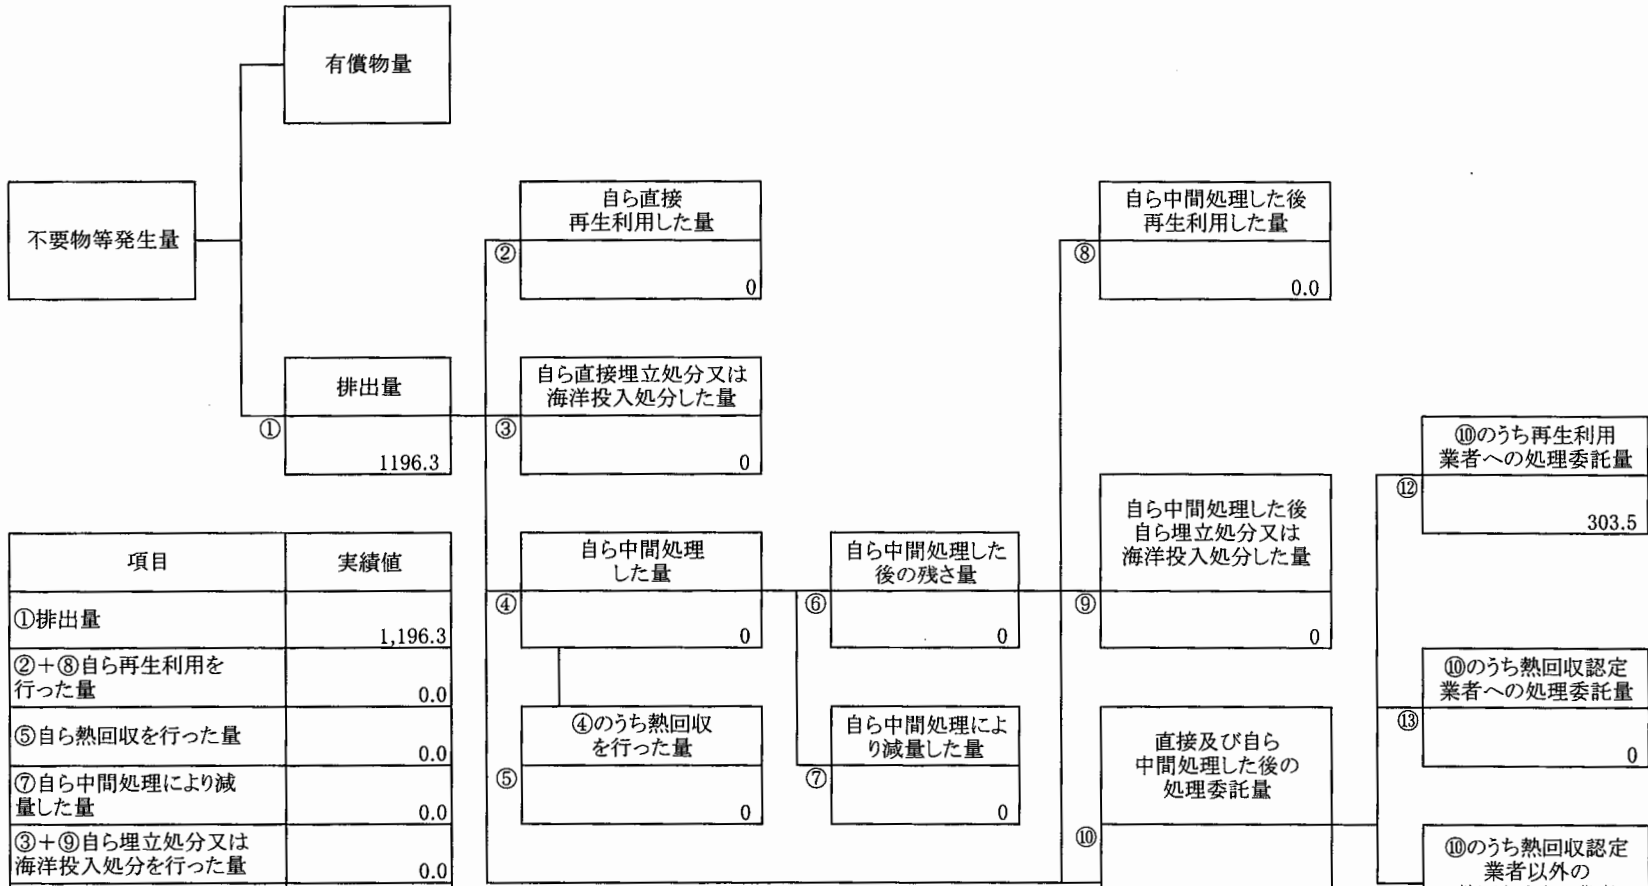 有償物量
不要物等発生量
自ら直接
再生利用した量
②
0
自ら中間処理した後
再生利用した量
⑧
0.0
排出量
①
1196.3
自ら直接埋立処分又は
海洋投入処分した量
③
0
⑩のうち再生利用
業者への処理委託量
⑫
303.5
自ら中間処理
した量
④
0
自ら中間処理した
後の残さ量
⑥
0
自ら中間処理した後
自ら埋立処分又は
海洋投入処分した量
⑨
0
④のうち熱回収
を行った量
⑤
0
自ら中間処理によ
り減量した量
⑦
0
直接及び自ら
中間処理した後の
処理委託量
⑩
⑩のうち熱回収認定
業者への処理委託量
⑬
0
⑩のうち熱回収認定
業者以外の
項目 実績値
①排出量 1,196.3
②+⑧自ら再生利用を
行った量 0.0
⑤自ら熱回収を行った量 0.0
⑦自ら中間処理により減
量した量 0.0
③+⑨自ら埋立処分又は
海洋投入処分を行った量 0.0